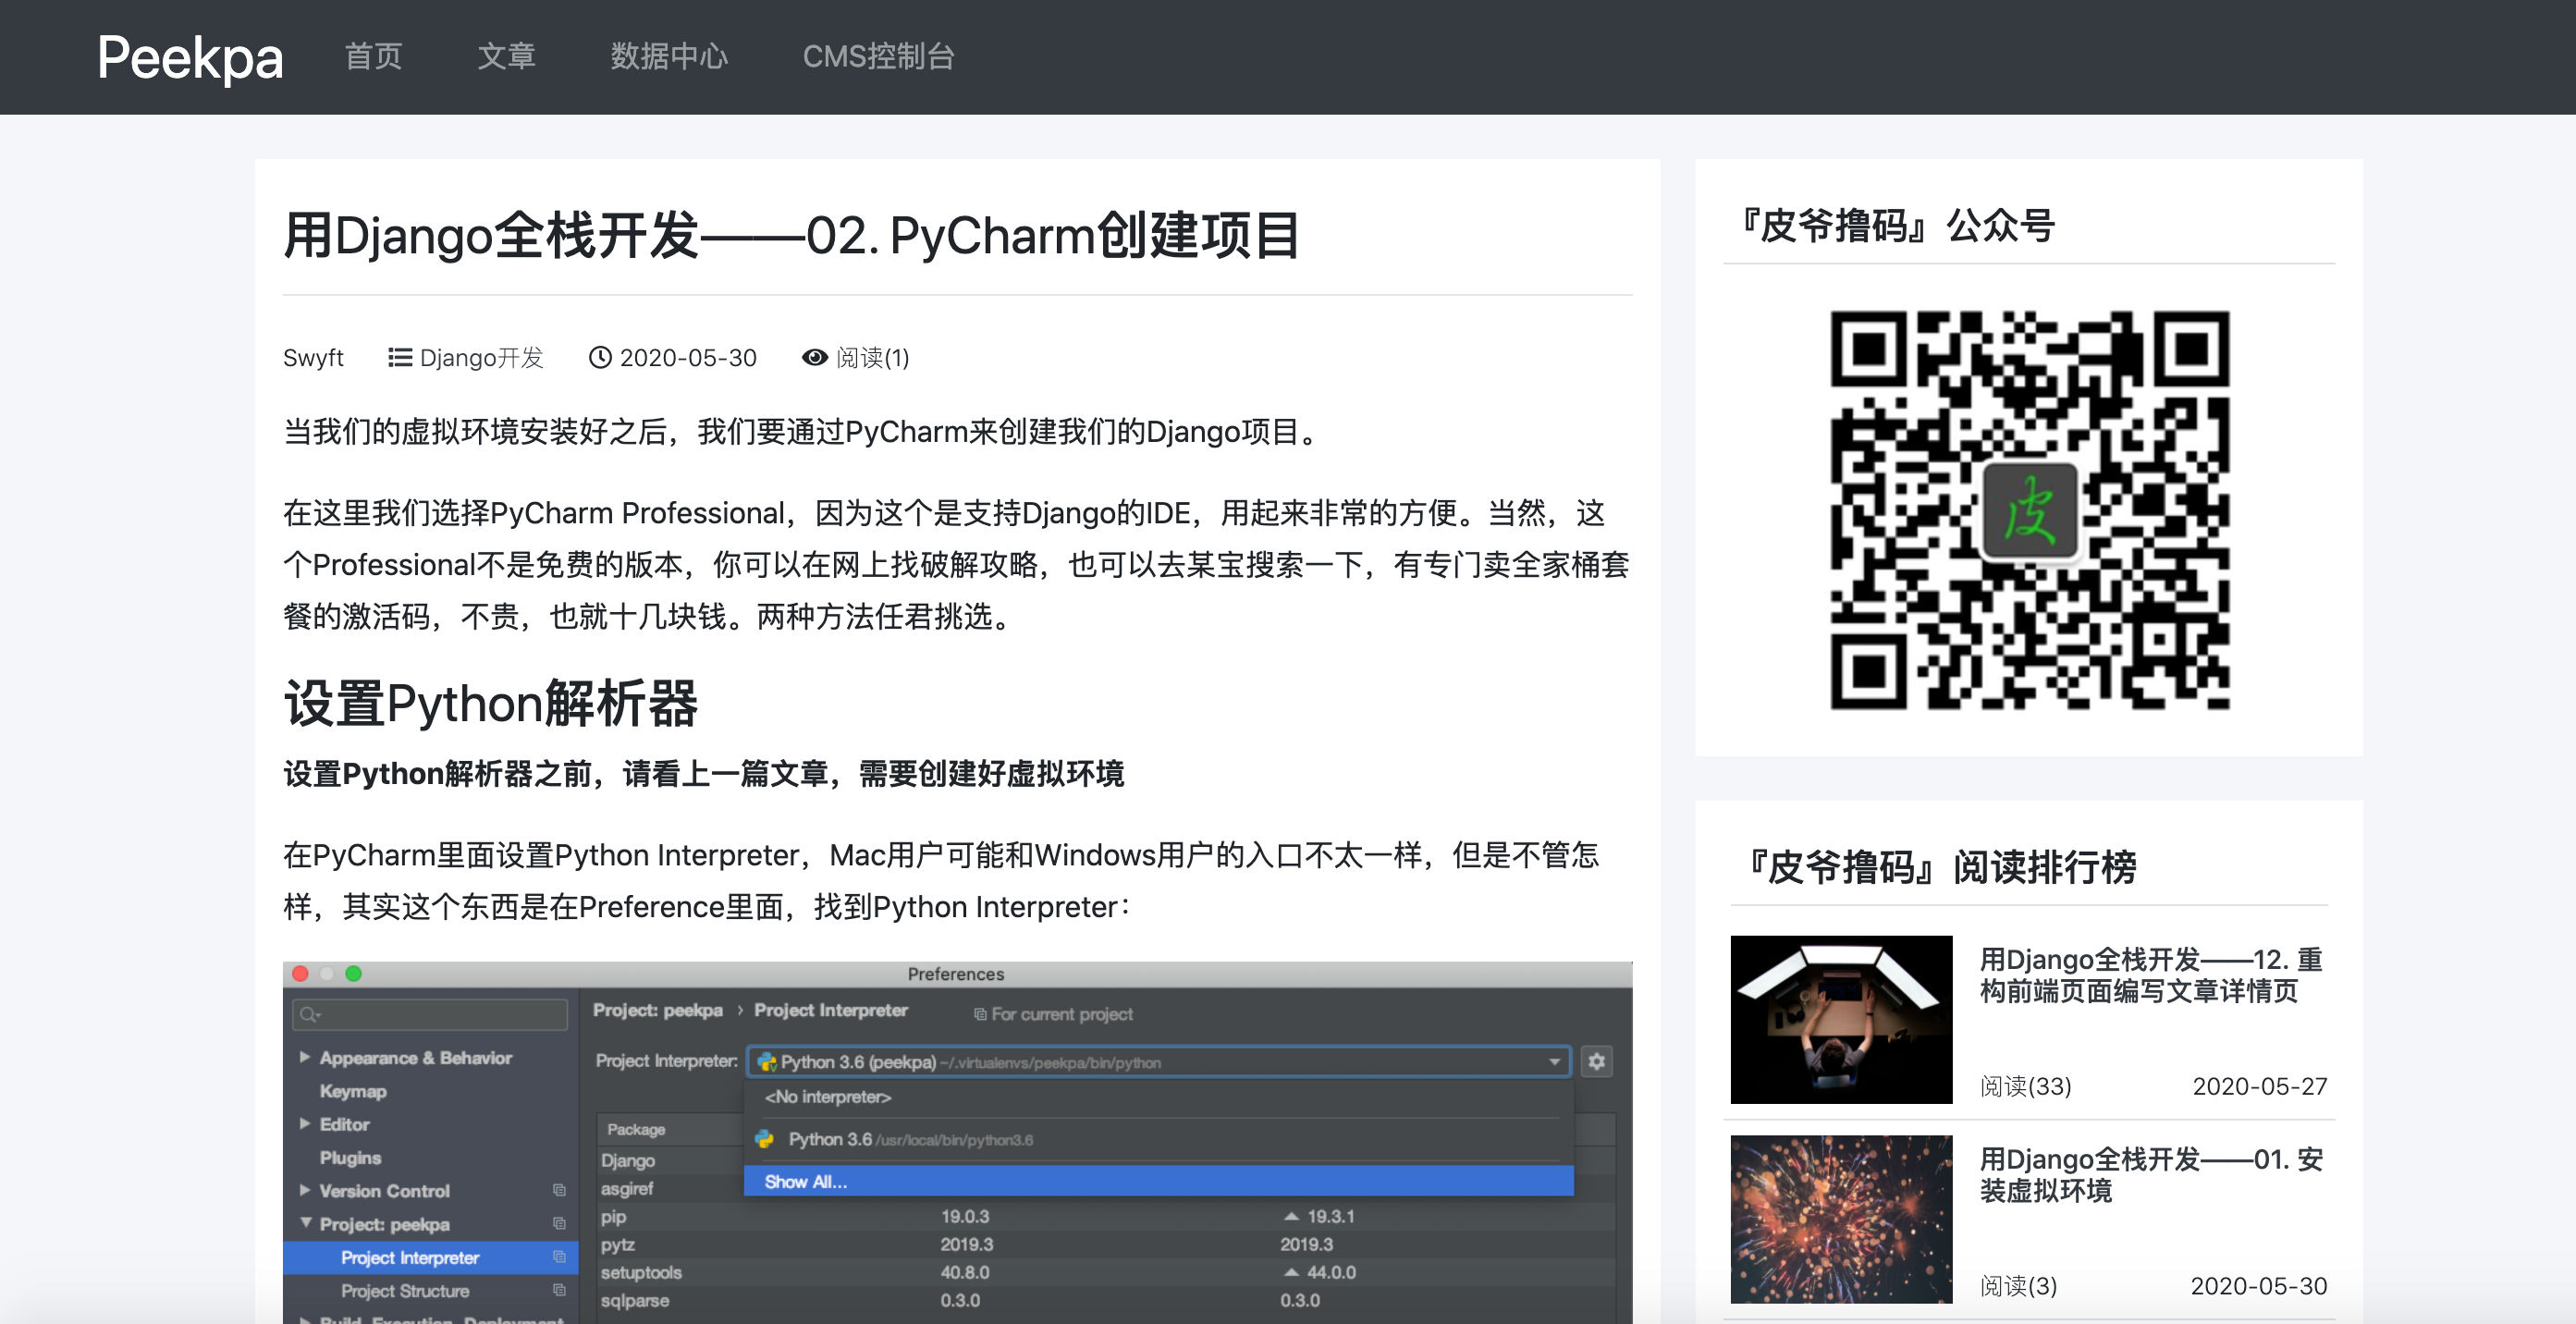 Peekpa 首页 文章 数据中心 CMS控制台
用Django全栈开发——02. PyCharm创建项目
Swyft Django开发 2020-05-30 阅读(1)
当我们的虚拟环境安装好之后，我们要通过PyCharm来创建我们的Django项目。
在这里我们选择PyCharm Professional，因为这个是支持Django的IDE，用起来非常的方便。当然，这
个Professional不是免费的版本，你可以在网上找破解攻略，也可以去某宝搜索一下，有专门卖全家桶套
餐的激活码，不贵，也就十几块钱。两种方法任君挑选。
设置Python解析器
设置Python解析器之前，请看上一篇文章，需要创建好虚拟环境
在PyCharm里面设置Python Interpreter，Mac用户可能和Windows用户的入口不太一样，但是不管怎
样，其实这个东西是在Preference里面，找到Python Interpreter：
Preferences
Appearance & Behavior
Keymap
Editor
Plugins
Version Control
Project: peekpa
Project Interpreter
Project Structure
Build, Execution, Deployment
Project: peekpa › Project Interpreter For current project
Project Interpreter: Python 3.6 (peekpa) ~/.virtualenvs/peekpa/bin/python
<No interpreter>
Python 3.6 /usr/local/bin/python3.6
Show All...
Package
Django
asgiref
pip 19.0.3 19.3.1
pytz 2019.3 2019.3
setuptools 40.8.0 44.0.0
sqlparse 0.3.0 0.3.0
『皮爷撸码』公众号
皮
『皮爷撸码』阅读排行榜
用Django全栈开发——12. 重
构前端页面编写文章详情页
阅读(33) 2020-05-27
用Django全栈开发——01. 安
装虚拟环境
阅读(3) 2020-05-30